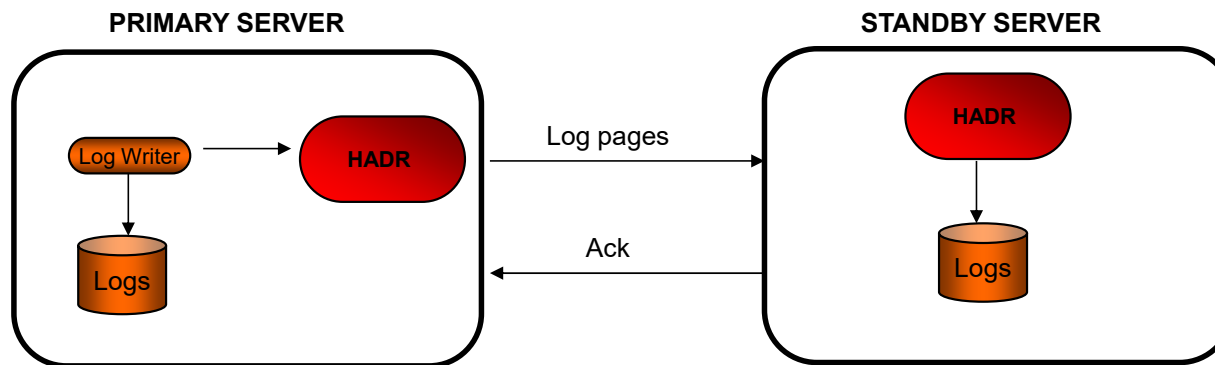 PRIMARY SERVER
STANDBY SERVER
HADR
Log Writer
HADR
Log pages
Ack
Logs
Logs